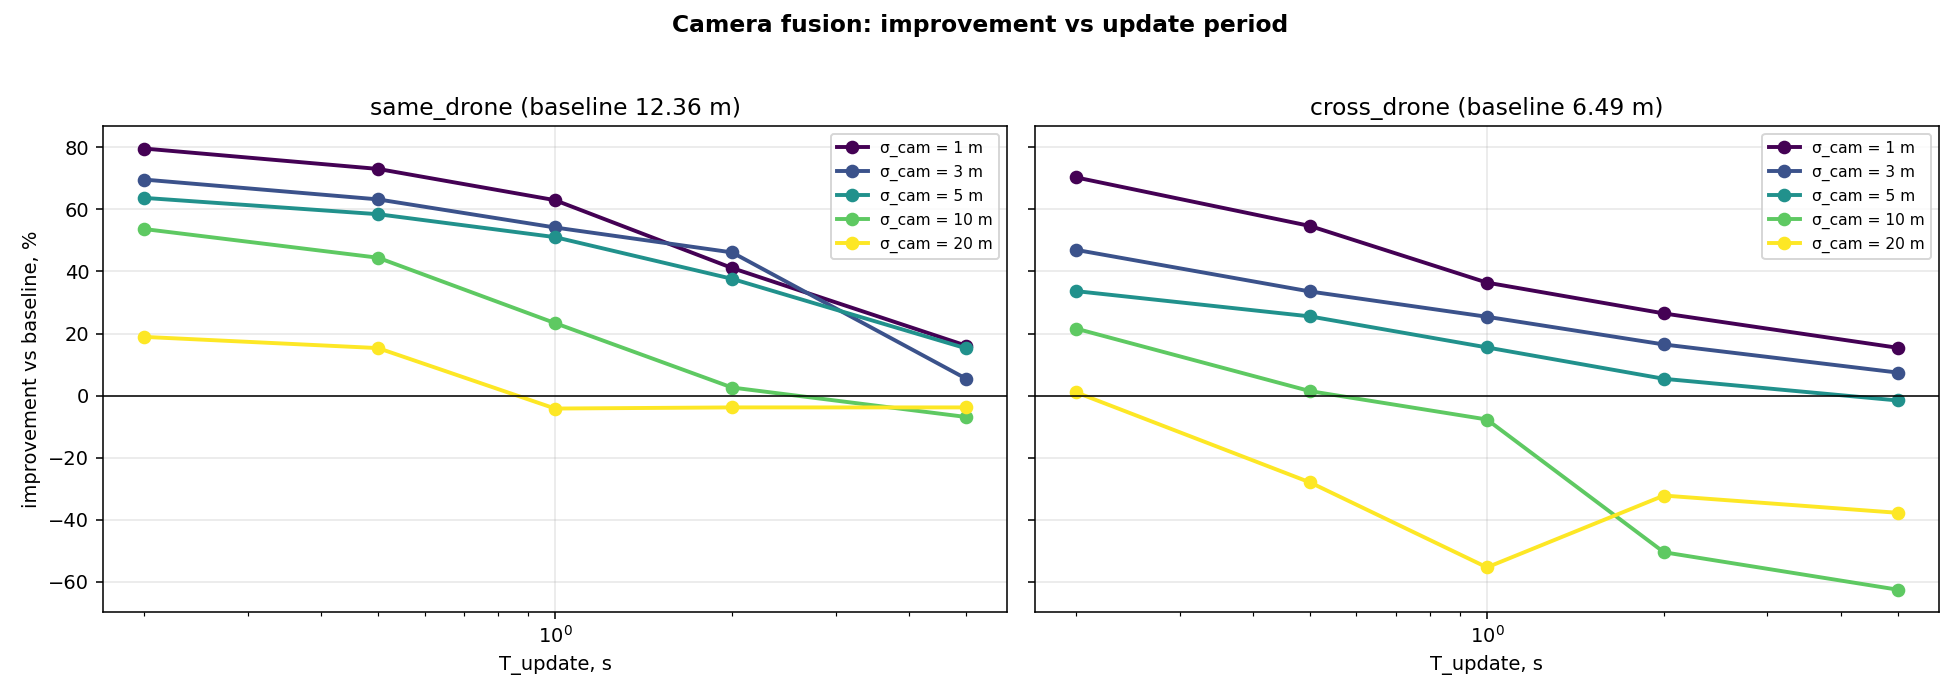 Camera fusion: improvement vs update period
same_drone (baseline 12.36 m)
improvement vs baseline, %
80
60
40
20
0
−20
−40
−60
σ_cam = 1 m
σ_cam = 3 m
σ_cam = 5 m
σ_cam = 10 m
σ_cam = 20 m
10⁰
T_update, s
cross_drone (baseline 6.49 m)
σ_cam = 1 m
σ_cam = 3 m
σ_cam = 5 m
σ_cam = 10 m
σ_cam = 20 m
10⁰
T_update, s